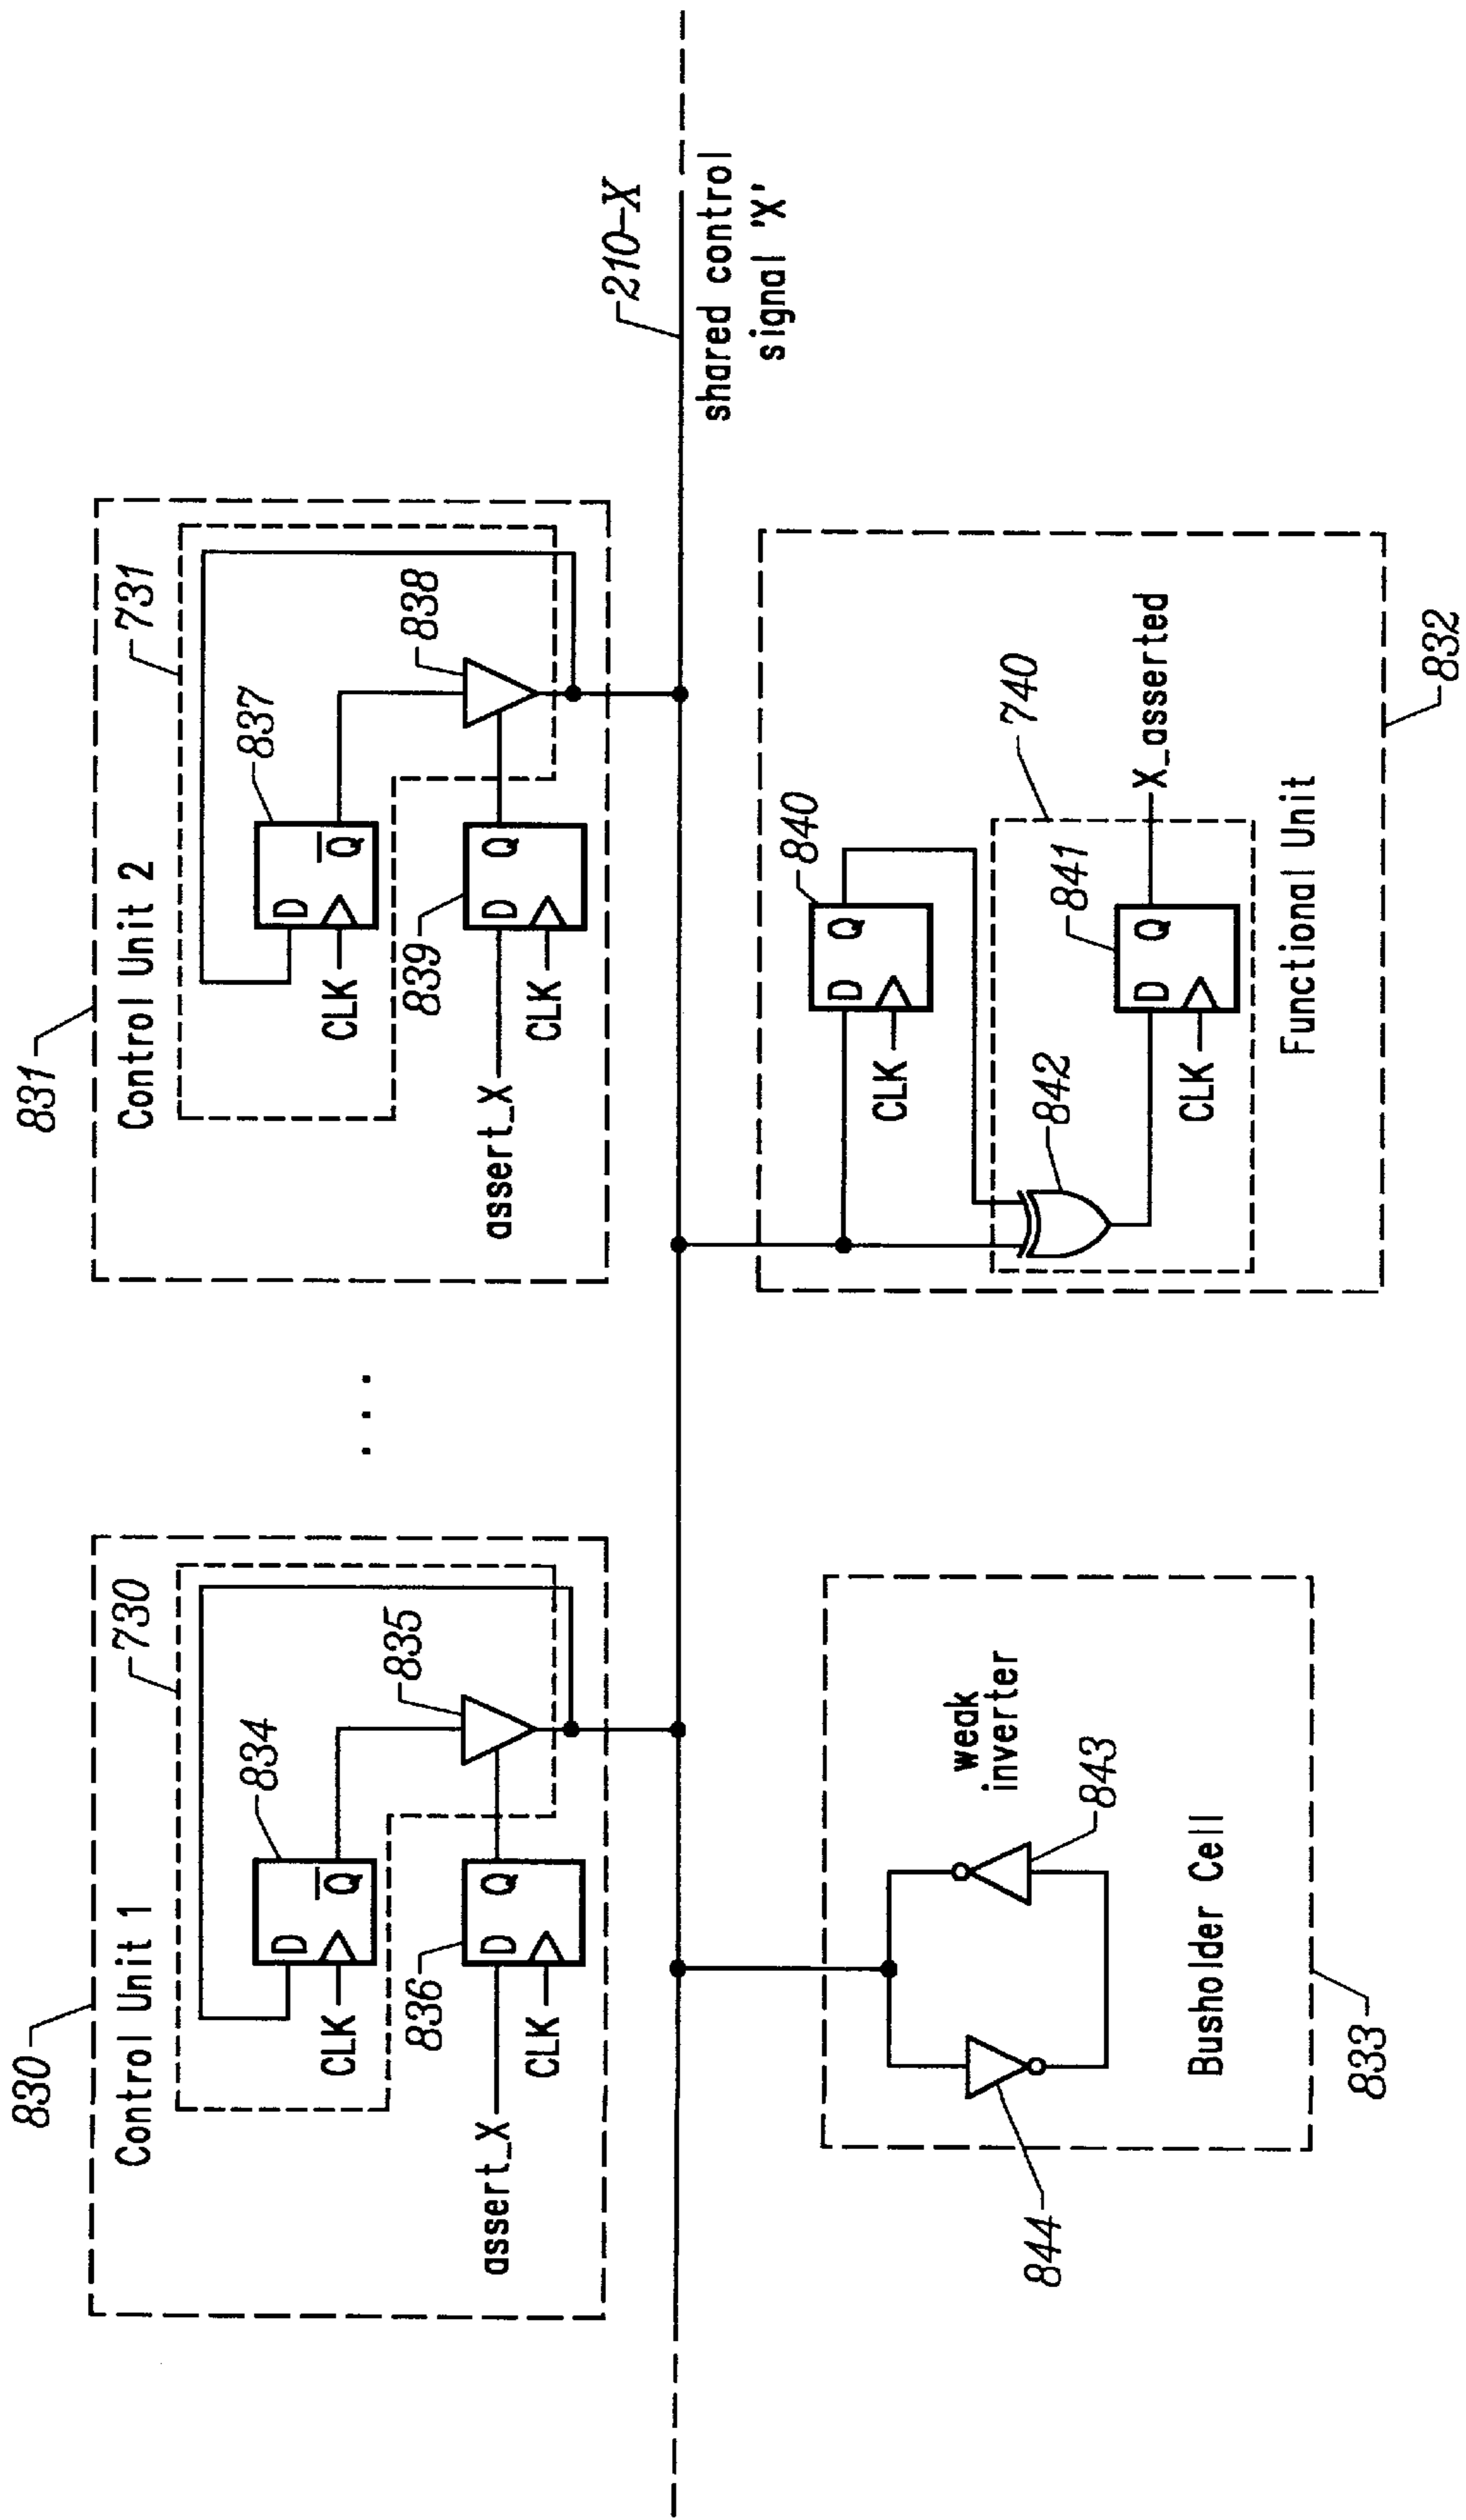 830
Control Unit 1
730
834
D
Q
CLK
835
assert_X
836
D
Q
CLK
. . .
831
Control Unit 2
731
837
D
Q
CLK
838
assert_X
839
D
Q
CLK
210-X
shared control
signal 'X'
844
weak
inverter
843
Busholder Cell
833
840
D
Q
CLK
740
842
841
D
Q
CLK
X_asserted
Functional Unit
832